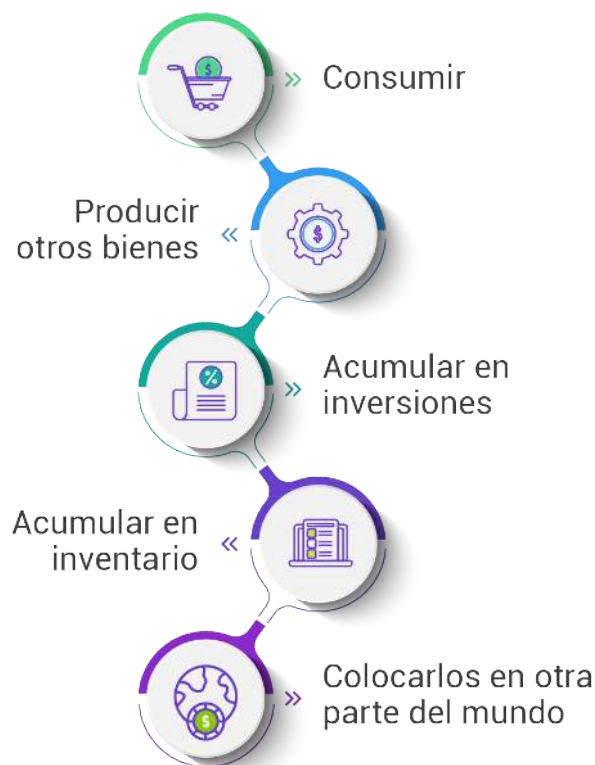 $
Consumir
Producir
otros bienes
$
%
Acumular en
inversiones
Acumular en
inventario
Colocarlos en otra
parte del mundo
$